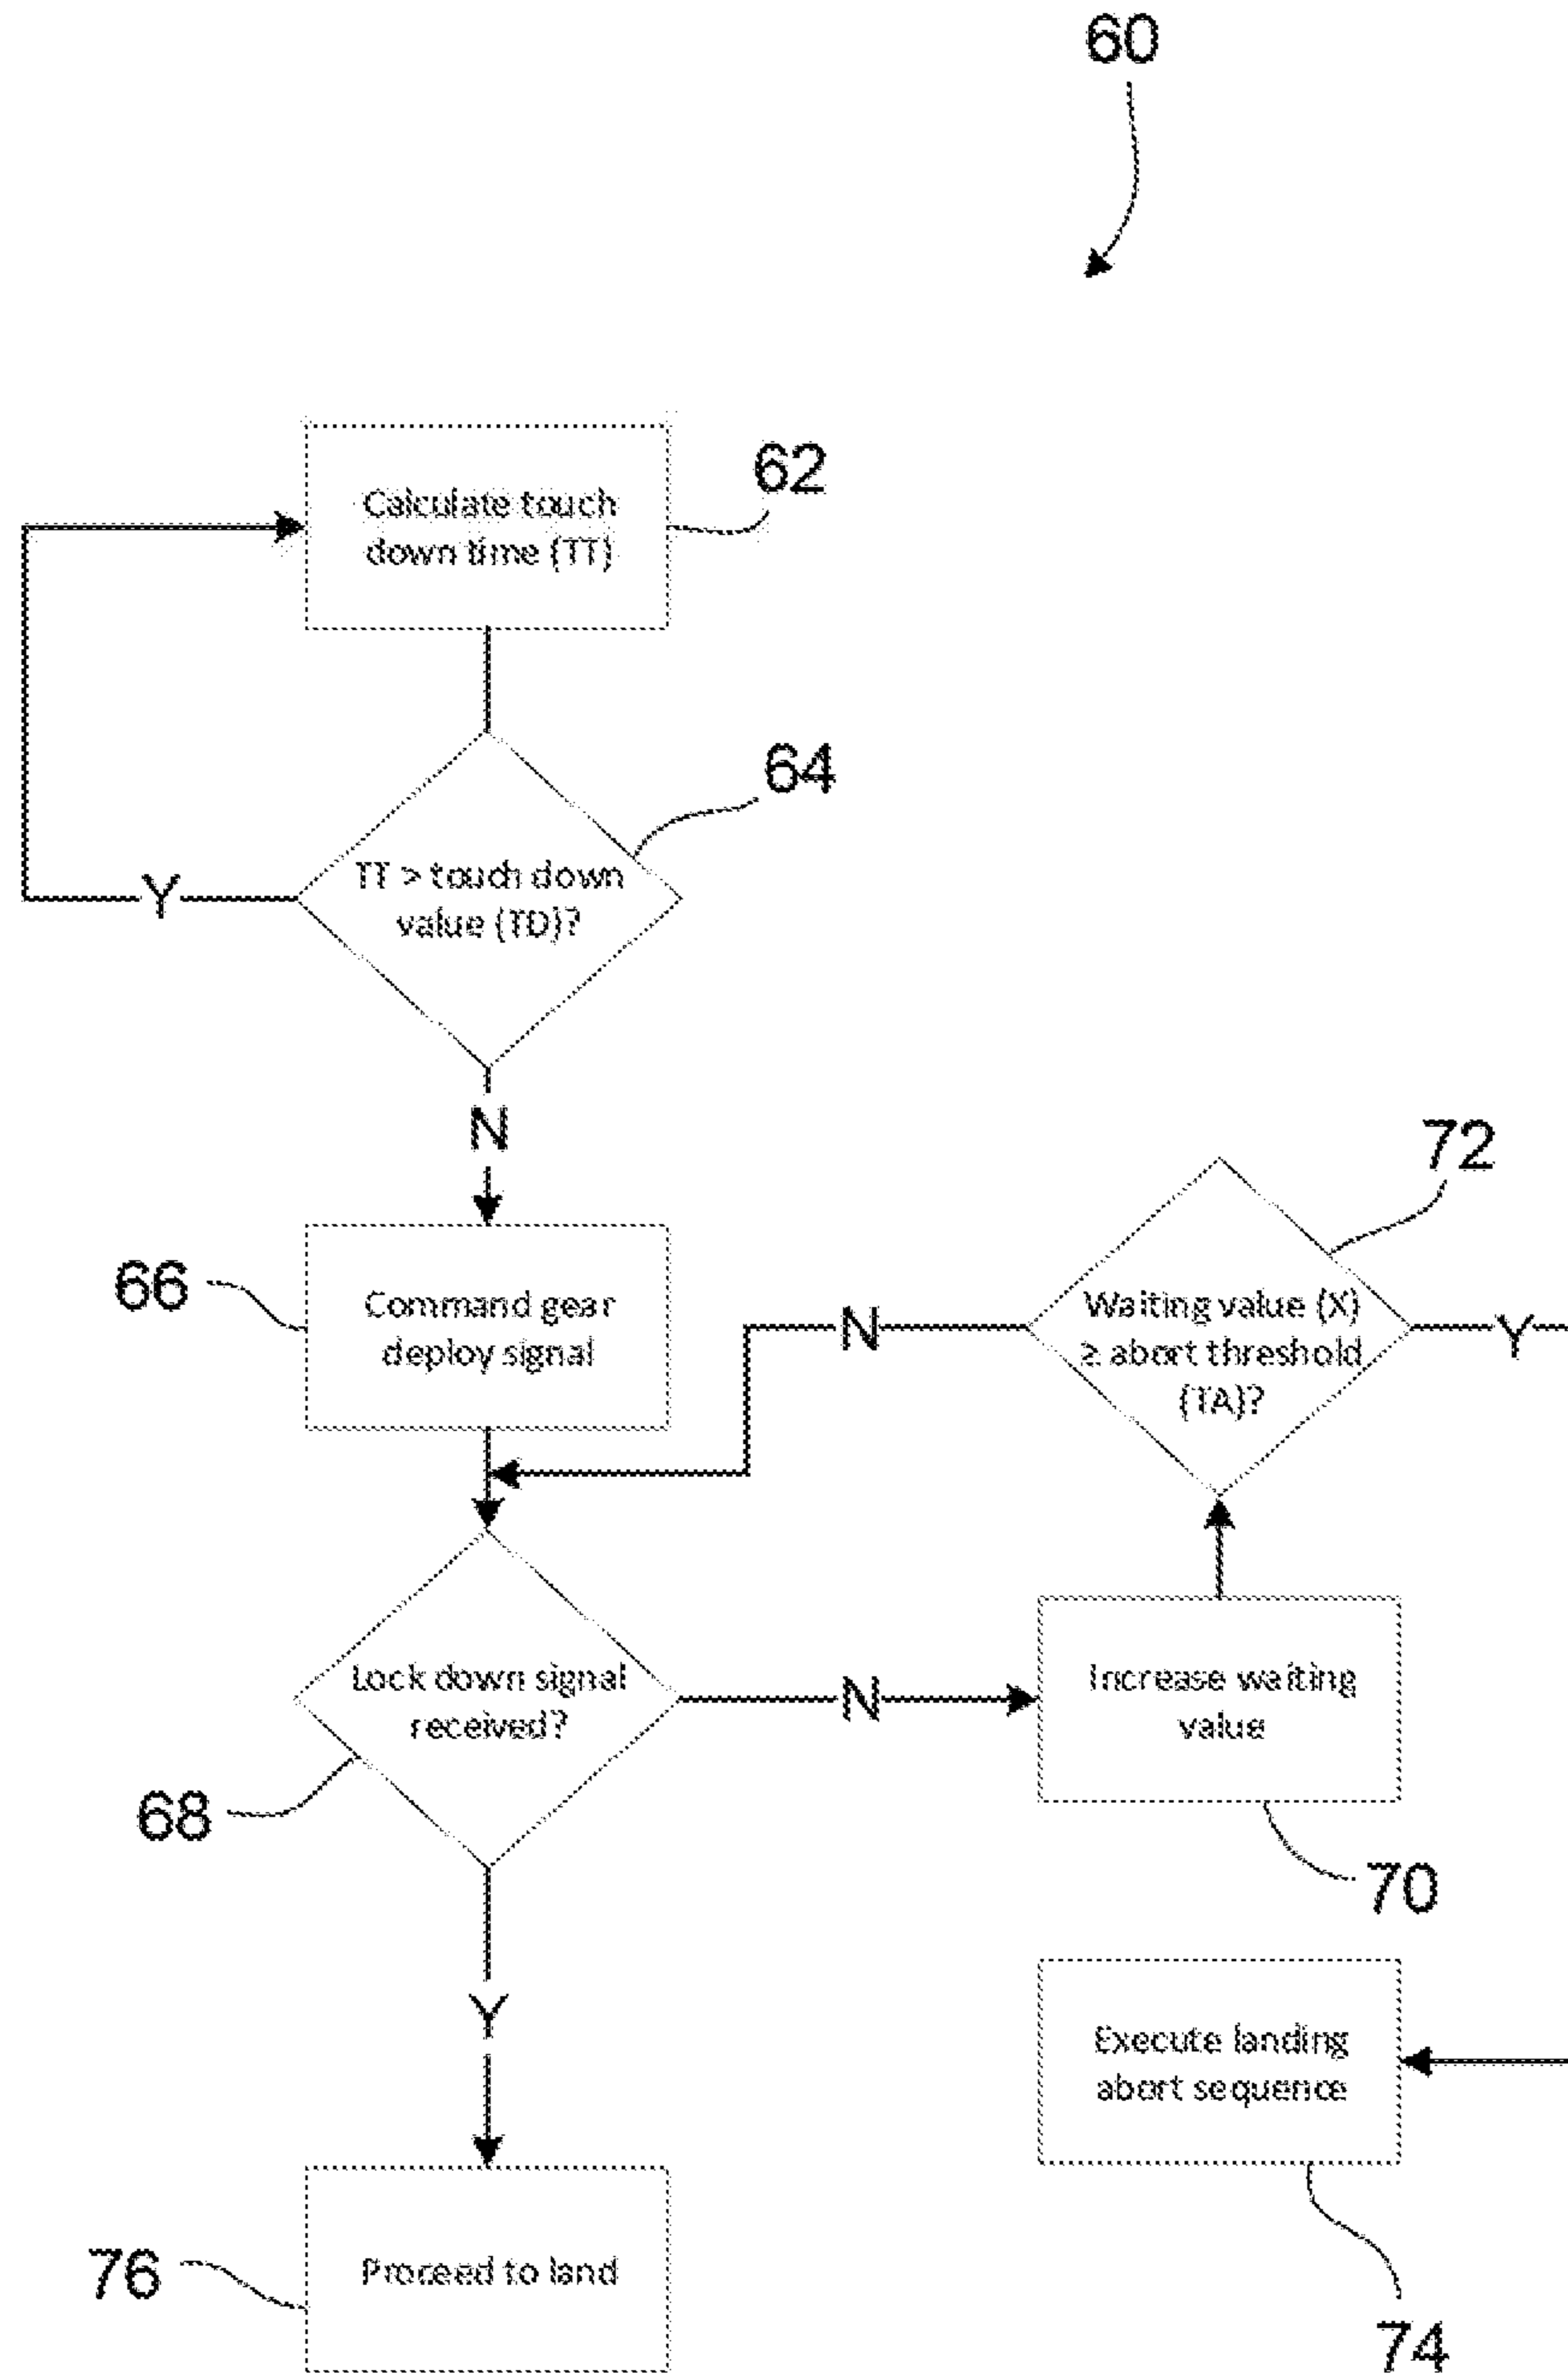 60
Calculate touch
down time (TT)
62
64
TT > touch down
value (TD)?
Y
N
66
Command gear
deploy signal
72
Waiting value (X)
≥ abort threshold
(TA)?
N
Y
Lock down signal
received?
68
N
Increase waiting
value
70
Y
Execute landing
abort sequence
74
76
Proceed to land